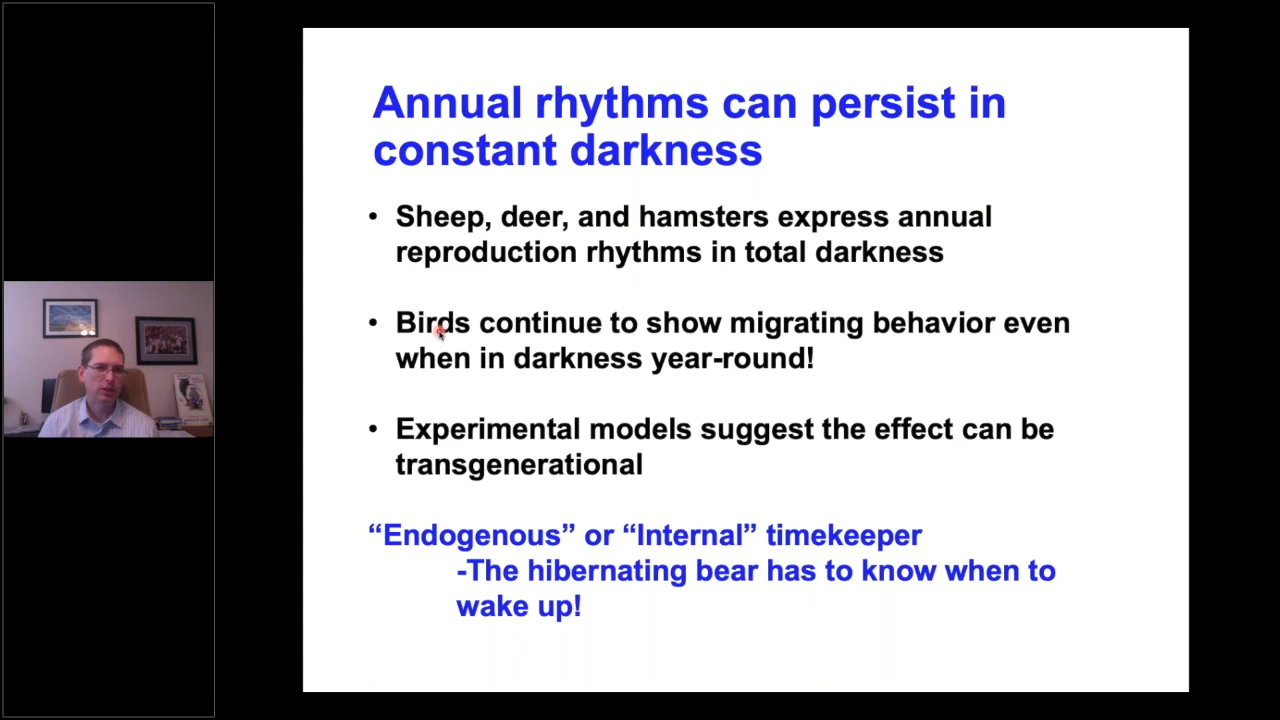 Annual rhythms can persist in
constant darkness
• Sheep, deer, and hamsters express annual
reproduction rhythms in total darkness
• Birds continue to show migrating behavior even
when in darkness year-round!
• Experimental models suggest the effect can be
transgenerational
“Endogenous” or “Internal” timekeeper
-The hibernating bear has to know when to
wake up!